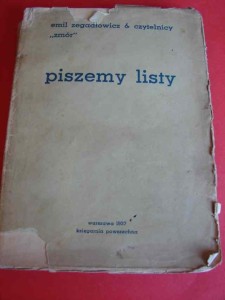 emil zegadłowicz & czytelnicy
„zmór"
piszemy listy
warszawa 1937
księgarnia powszechna